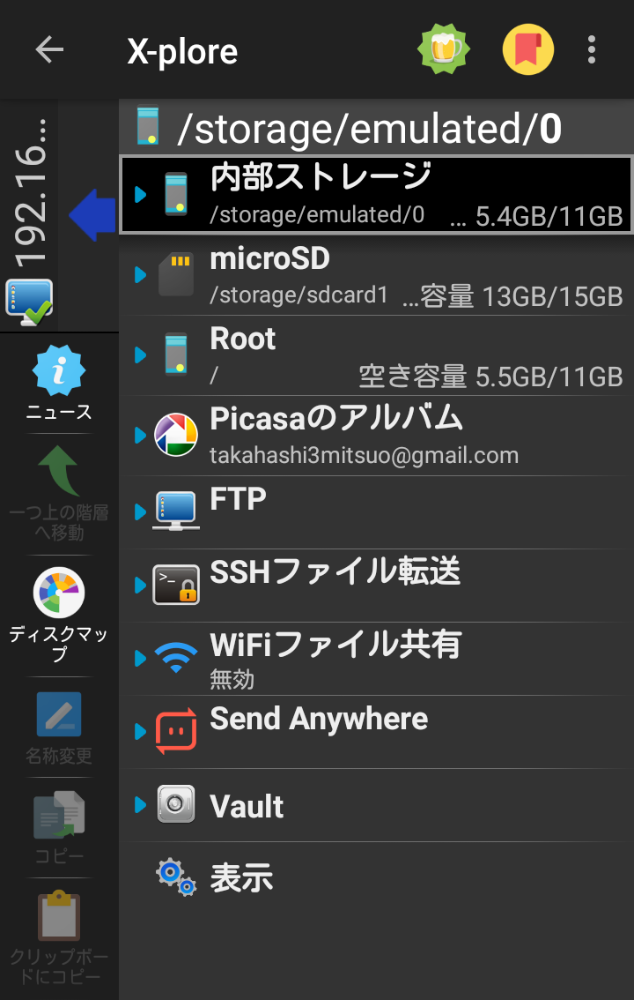 X-plore
192.16...
/storage/emulated/0
内部ストレージ
/storage/emulated/0 ... 5.4GB/11GB
microSD
/storage/sdcard1 ...容量 13GB/15GB
Root
/ 空き容量 5.5GB/11GB
Picasaのアルバム
takahashi3mitsuo@gmail.com
FTP
SSHファイル転送
WiFiファイル共有
無効
Send Anywhere
Vault
表示
ニュース
一つ上の階層
へ移動
ディスクマッ
プ
名称変更
コピー
クリップボー
ドにコピー